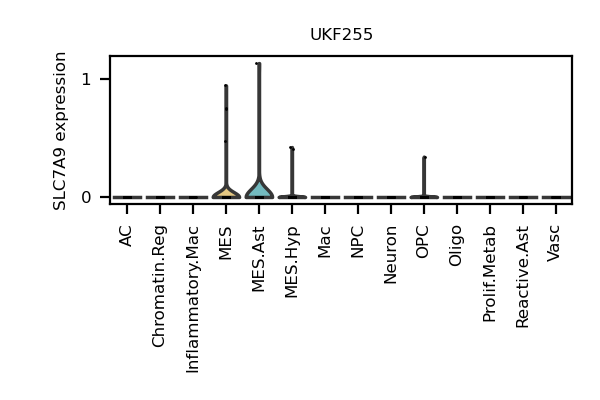 UKF255
SLC7A9 expression
1
0
AC
Chromatin.Reg
Inflammatory.Mac
MES
MES.Ast
MES.Hyp
Mac
NPC
Neuron
OPC
Oligo
Prolif.Metab
Reactive.Ast
Vasc